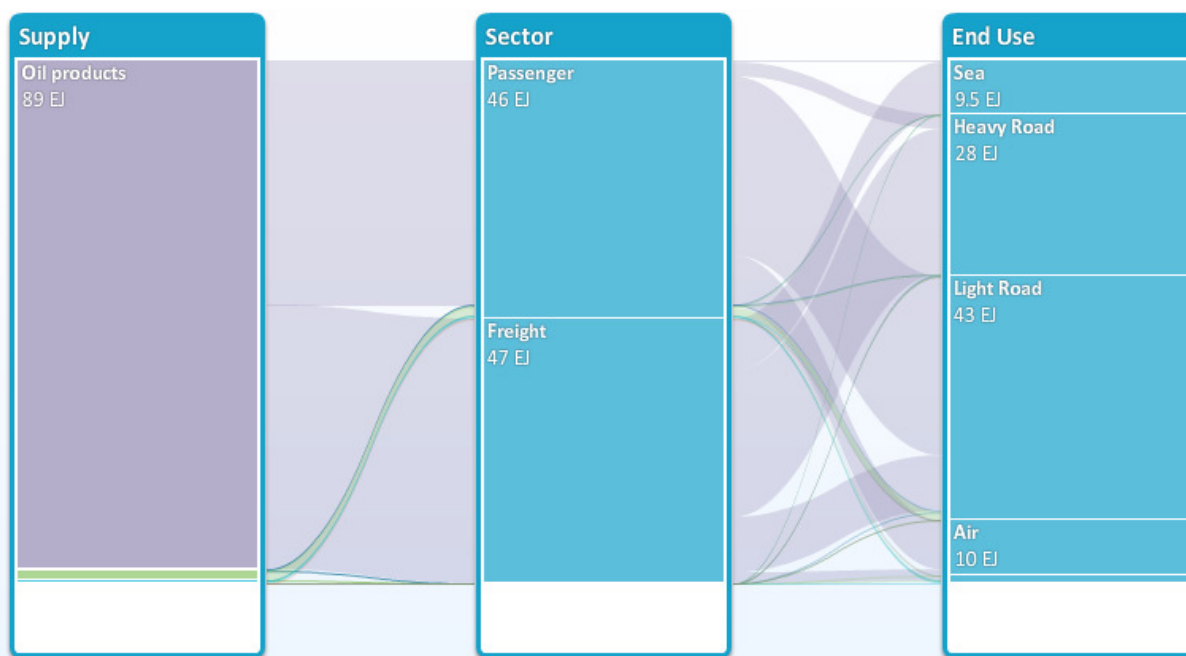 Supply
Oil products
89 EJ
Sector
Passenger
46 EJ
Freight
47 EJ
End Use
Sea
9.5 EJ
Heavy Road
28 EJ
Light Road
43 EJ
Air
10 EJ